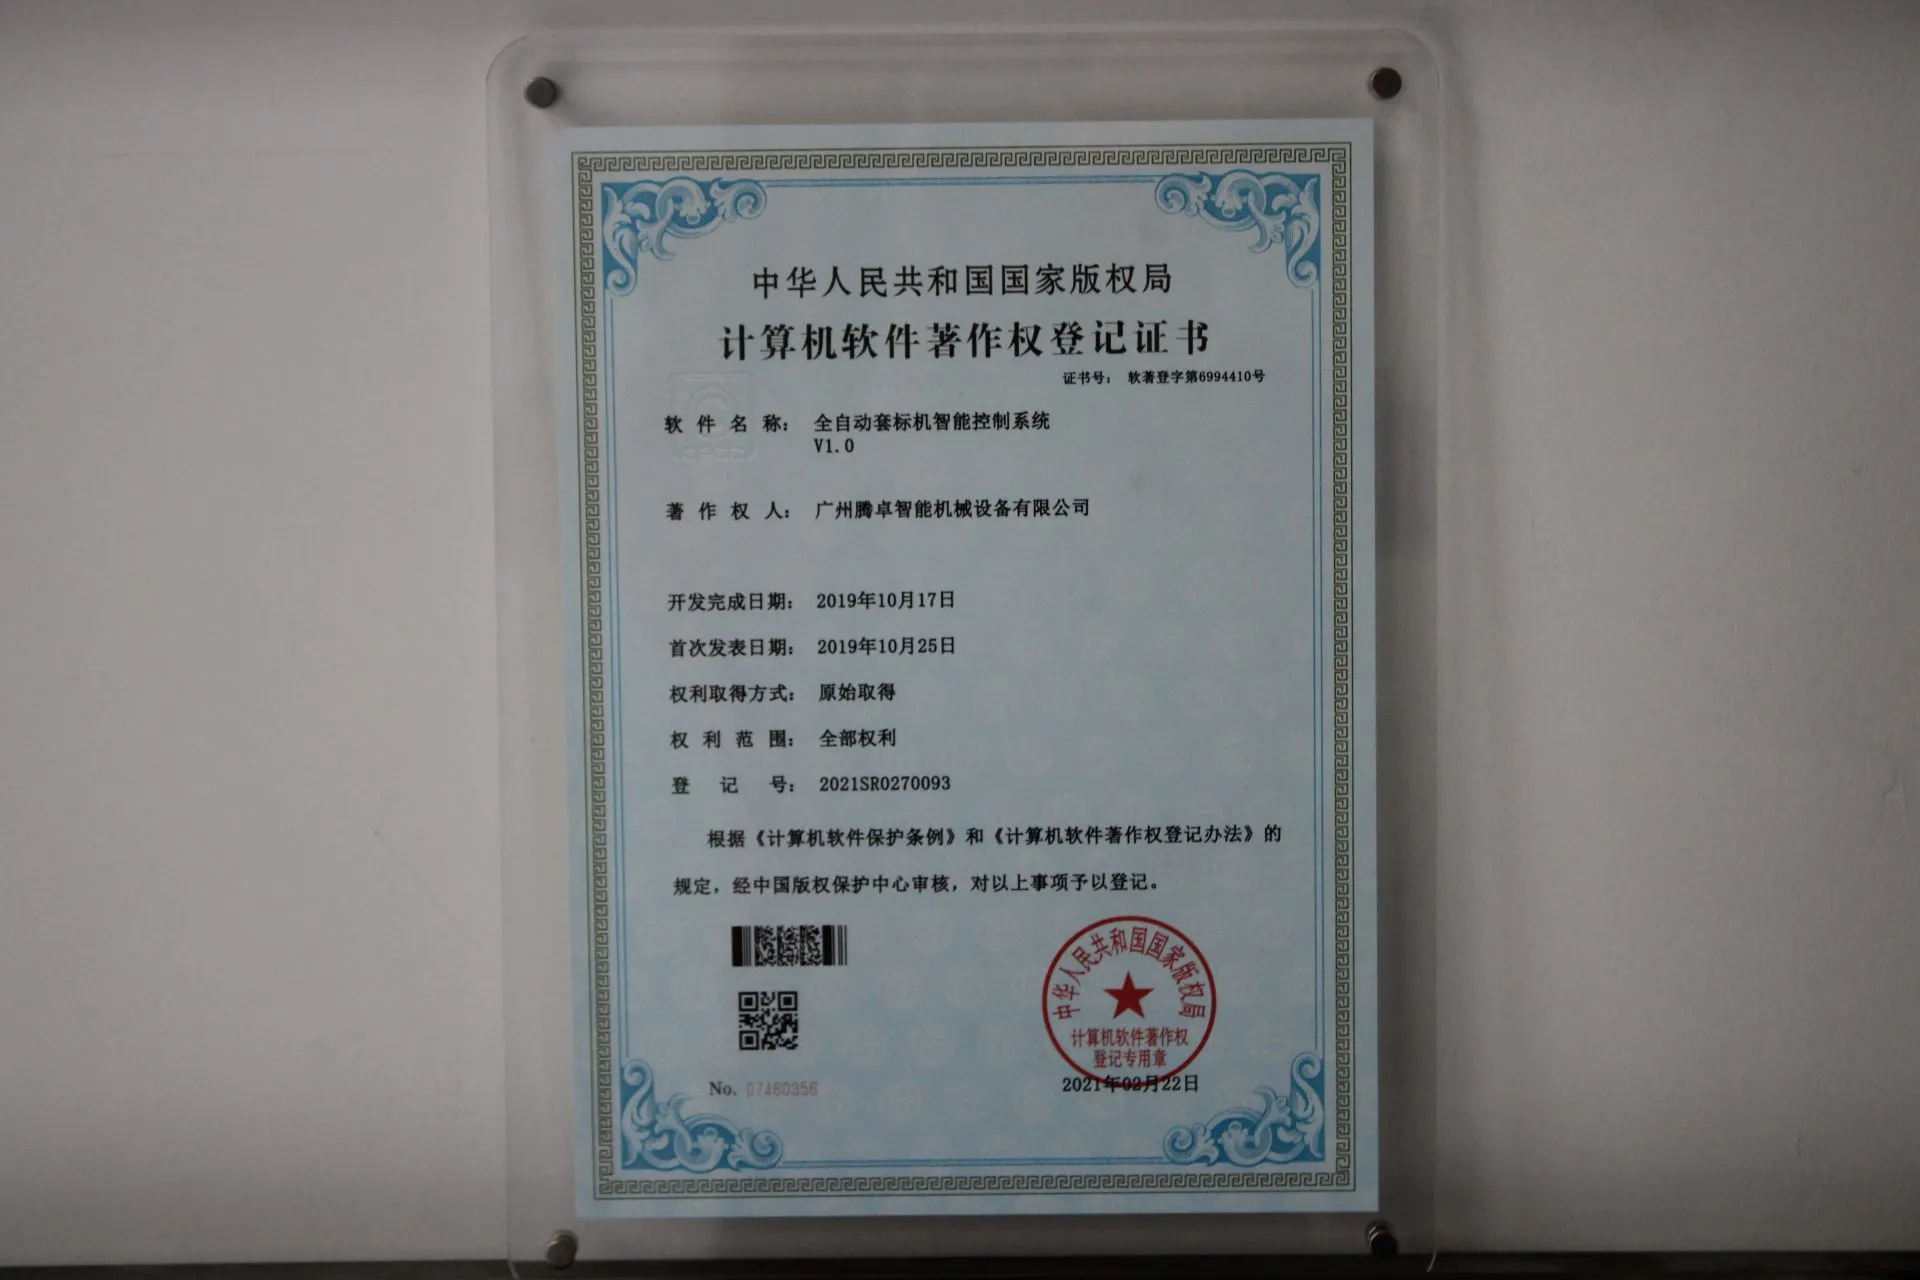 中华人民共和国国家版权局
计算机软件著作权登记证书
证书号： 软著登字第6994410号
软件名称： 全自动套标机智能控制系统
V1.0
著作权人： 广州腾卓智能机械设备有限公司
开发完成日期： 2019年10月17日
首次发表日期： 2019年10月25日
权利取得方式： 原始取得
权利范围： 全部权利
登记号： 2021SR0270093
根据《计算机软件保护条例》和《计算机软件著作权登记办法》的
规定，经中国版权保护中心审核，对以上事项予以登记。
中华人民共和国国家版权局
计算机软件著作权
登记专用章
No. 07460356
2021年02月22日